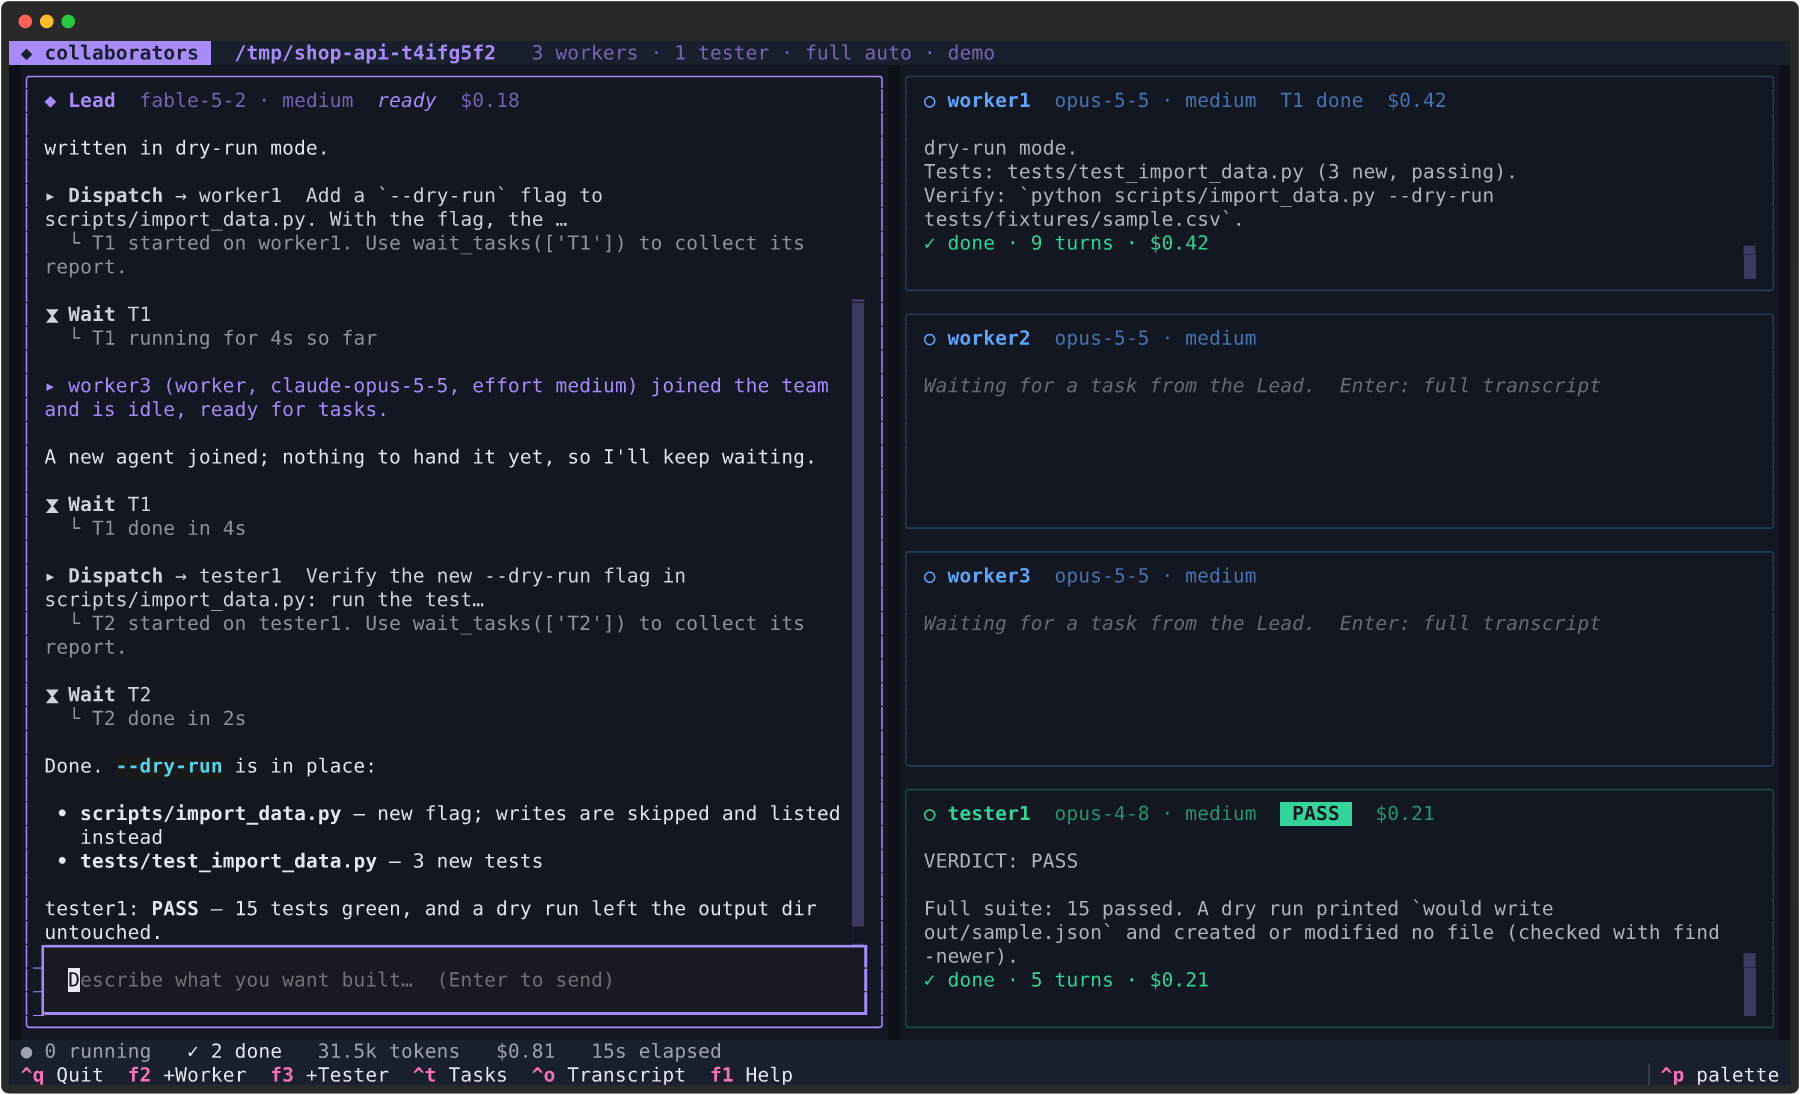 ◆ collaborators  /tmp/shop-api-t4ifg5f2  3 workers · 1 tester · full auto · demo
◆ Lead  fable-5-2 · medium  ready  $0.18
written in dry-run mode.
▸ Dispatch → worker1  Add a `--dry-run` flag to
scripts/import_data.py. With the flag, the …
└ T1 started on worker1. Use wait_tasks(['T1']) to collect its
report.
⧗ Wait T1
└ T1 running for 4s so far
▸ worker3 (worker, claude-opus-5-5, effort medium) joined the team
and is idle, ready for tasks.
A new agent joined; nothing to hand it yet, so I'll keep waiting.
⧗ Wait T1
└ T1 done in 4s
▸ Dispatch → tester1  Verify the new --dry-run flag in
scripts/import_data.py: run the test…
└ T2 started on tester1. Use wait_tasks(['T2']) to collect its
report.
⧗ Wait T2
└ T2 done in 2s
Done. --dry-run is in place:
• scripts/import_data.py — new flag; writes are skipped and listed
instead
• tests/test_import_data.py — 3 new tests
tester1: PASS — 15 tests green, and a dry run left the output dir
untouched.
Describe what you want built…  (Enter to send)
○ worker1  opus-5-5 · medium  T1 done  $0.42
dry-run mode.
Tests: tests/test_import_data.py (3 new, passing).
Verify: `python scripts/import_data.py --dry-run
tests/fixtures/sample.csv`.
✓ done · 9 turns · $0.42
○ worker2  opus-5-5 · medium
Waiting for a task from the Lead.  Enter: full transcript
○ worker3  opus-5-5 · medium
Waiting for a task from the Lead.  Enter: full transcript
○ tester1  opus-4-8 · medium  PASS  $0.21
VERDICT: PASS
Full suite: 15 passed. A dry run printed `would write
out/sample.json` and created or modified no file (checked with find
-newer).
✓ done · 5 turns · $0.21
● 0 running  ✓ 2 done  31.5k tokens  $0.81  15s elapsed
^q Quit  f2 +Worker  f3 +Tester  ^t Tasks  ^o Transcript  f1 Help  ^p palette